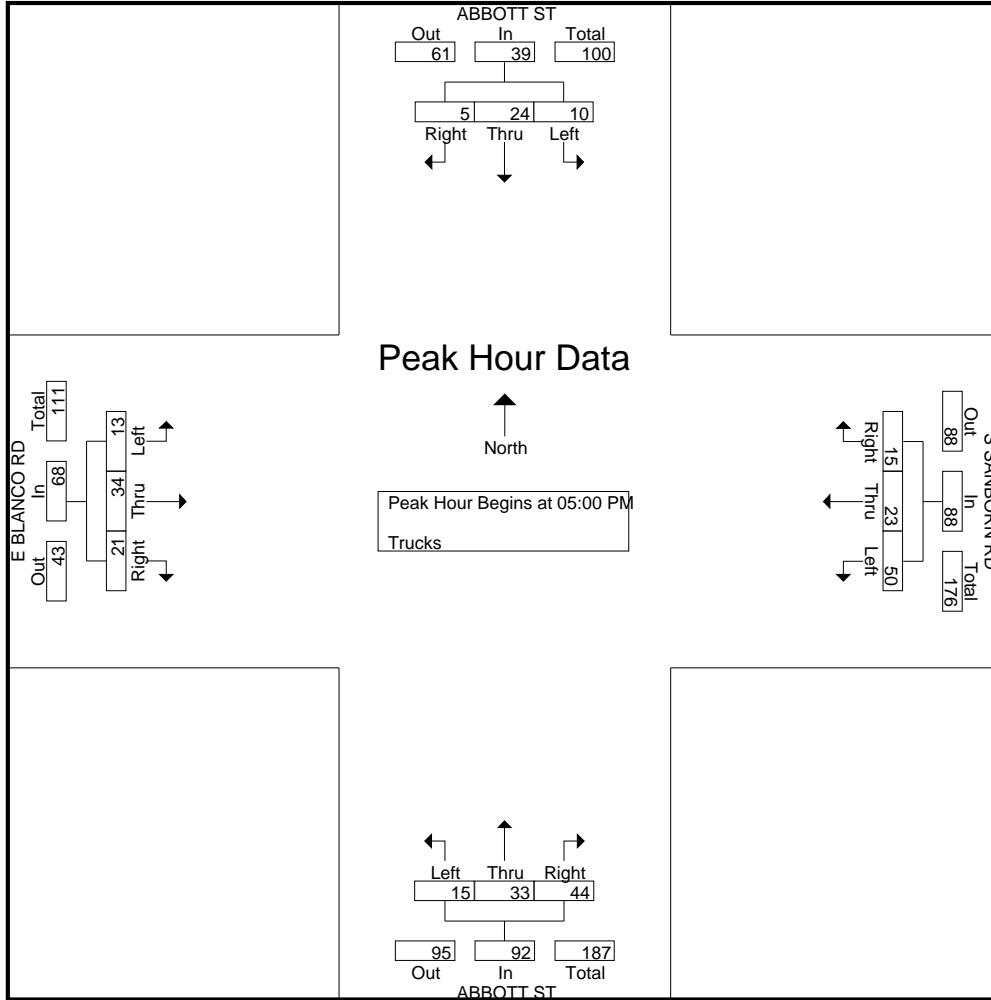 ABBOTT ST
Out In Total
61 39 100
5 24 10
Right Thru Left
Peak Hour Data
North
Peak Hour Begins at 05:00 PM
Trucks
E BLANCO RD
Out In Total
43 68 111
21 34 13
Right Thru Left
S SANBORN RD
Out In Total
88 88 176
15 23 50
Right Thru Left
Left Thru Right
15 33 44
95 92 187
Out In Total
ABBOTT ST